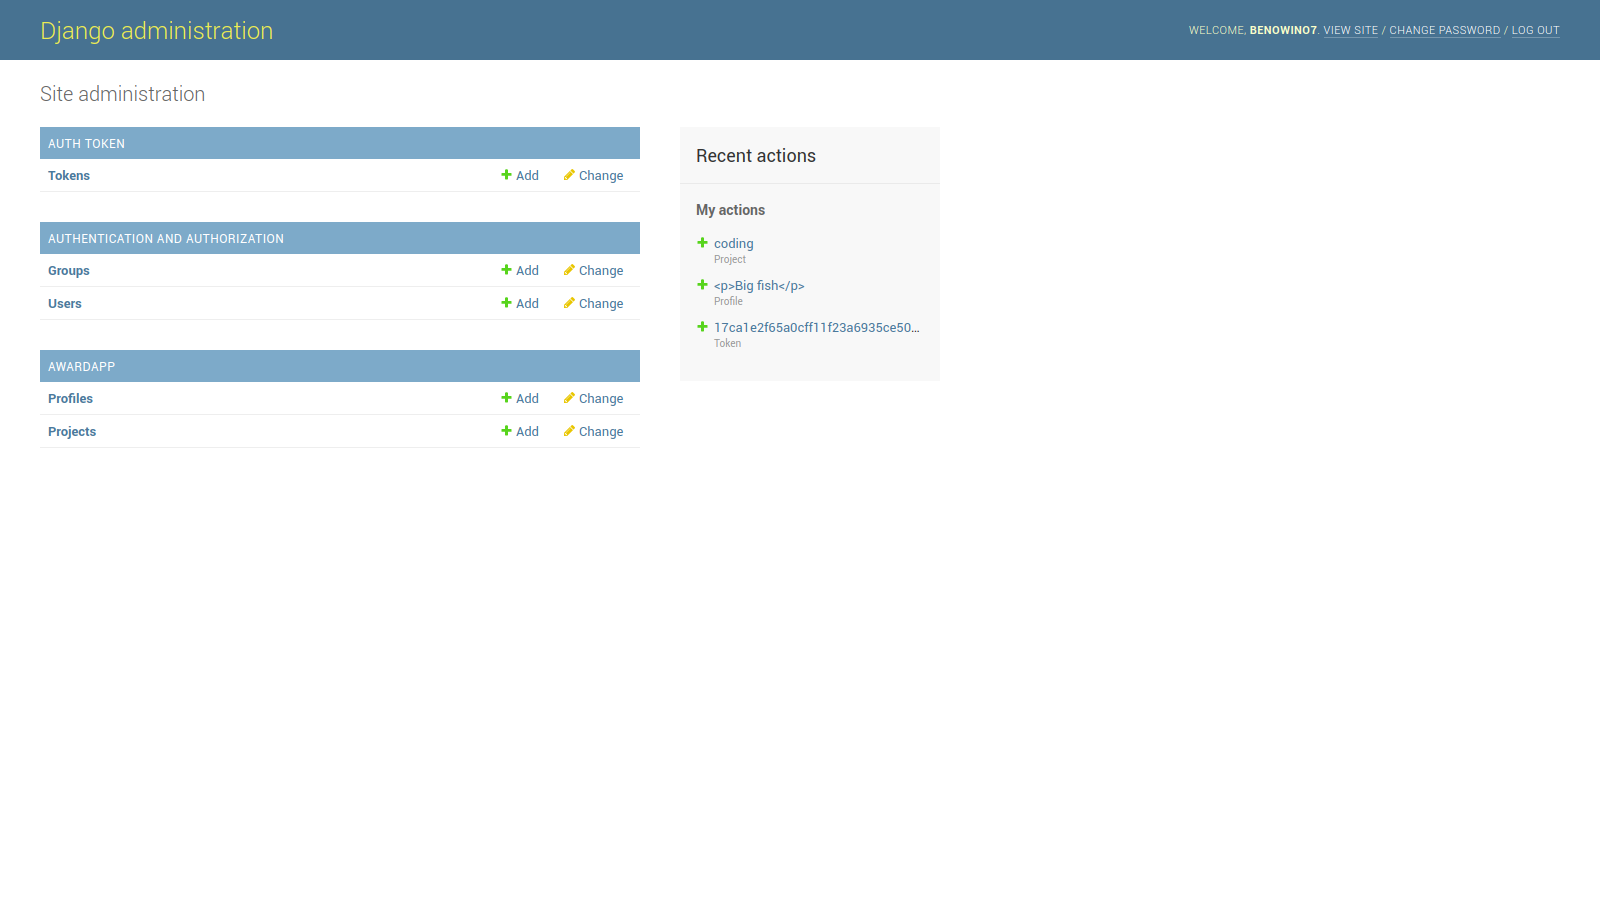 Django administration
WELCOME, BENOWINO7. VIEW SITE / CHANGE PASSWORD / LOG OUT
Site administration
AUTH TOKEN
Tokens Add Change
AUTHENTICATION AND AUTHORIZATION
Groups Add Change
Users Add Change
AWARDAPP
Profiles Add Change
Projects Add Change
Recent actions
My actions
coding
Project
<p>Big fish</p>
Profile
17ca1e2f65a0cff11f23a6935ce50...
Token